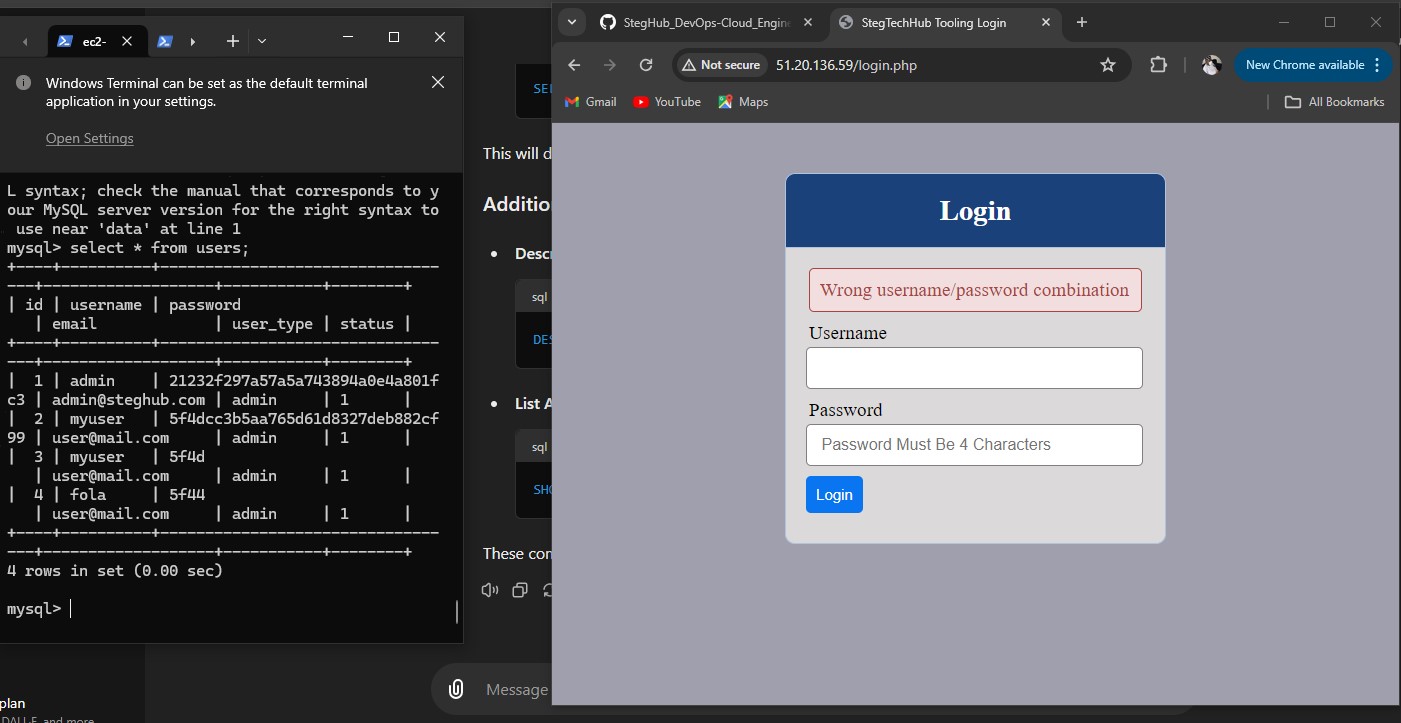 ec2-
Windows Terminal can be set as the default terminal
application in your settings.
Open Settings
L syntax; check the manual that corresponds to y
our MySQL server version for the right syntax to
 use near 'data' at line 1
mysql> select * from users;
+----+----------+-------------------------------
---+-------------------+-----------+--------+
| id | username | password
   | email             | user_type | status |
+----+----------+-------------------------------
---+-------------------+-----------+--------+
|  1 | admin    | 21232f297a57a5a743894a0e4a801f
c3 | admin@steghub.com | admin     | 1      |
|  2 | myuser   | 5f4dcc3b5aa765d61d8327deb882cf
99 | user@mail.com     | admin     | 1      |
|  3 | myuser   | 5f4d
   | user@mail.com     | admin     | 1      |
|  4 | fola     | 5f44
   | user@mail.com     | admin     | 1      |
+----+----------+-------------------------------
---+-------------------+-----------+--------+
4 rows in set (0.00 sec)
mysql>
plan
DALL·E, and more
SEL
This will d
Additio
Descr
sql
DES
List A
sql
SHO
These con
Message
StegHub_DevOps-Cloud_Engine
StegTechHub Tooling Login
Not secure
51.20.136.59/login.php
New Chrome available
Gmail
YouTube
Maps
All Bookmarks
Login
Wrong username/password combination
Username
Password
Password Must Be 4 Characters
Login